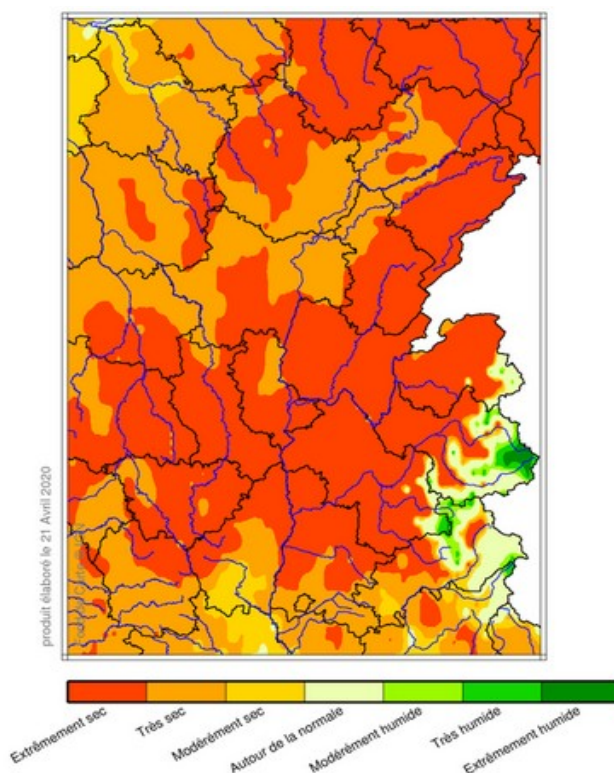 produit élaboré le 21 Avril 2020
Extrêmement sec
Très sec
Modérément sec
Autour de la normale
Modérément humide
Très humide
Extrêmement humide